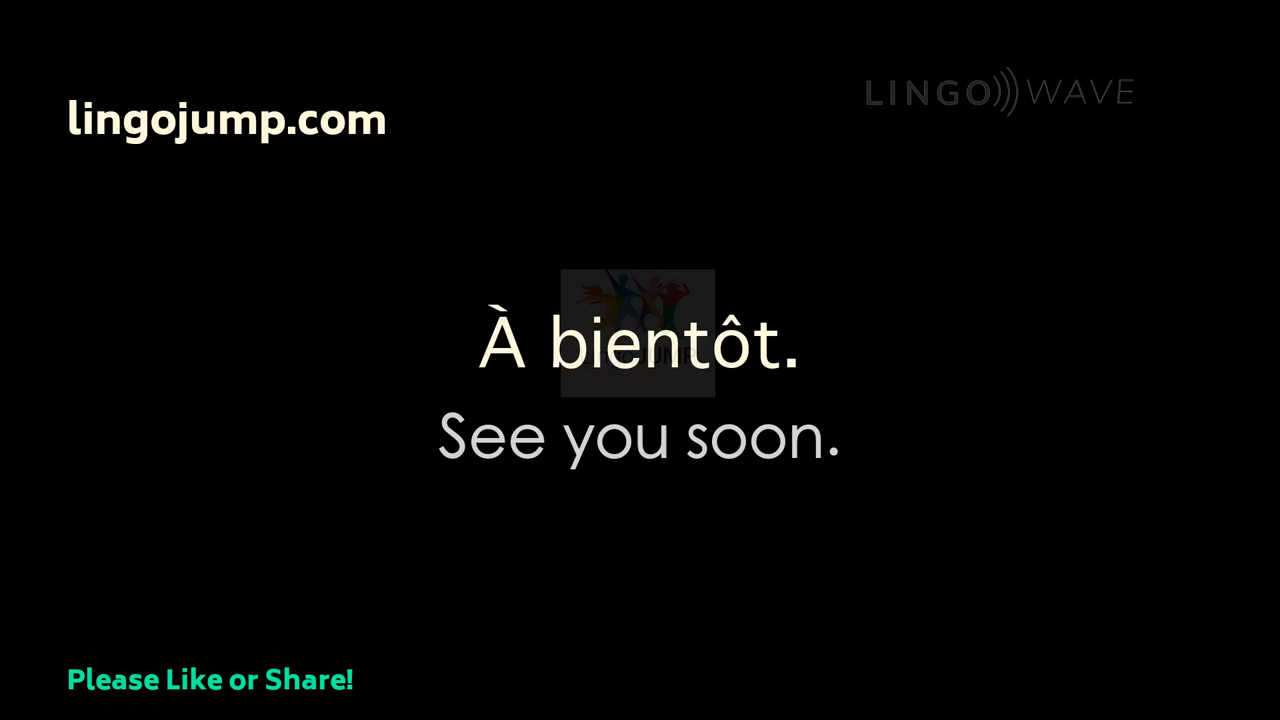 LINGO WAVE
lingojump.com
À bientôt.
See you soon.
Please Like or Share!